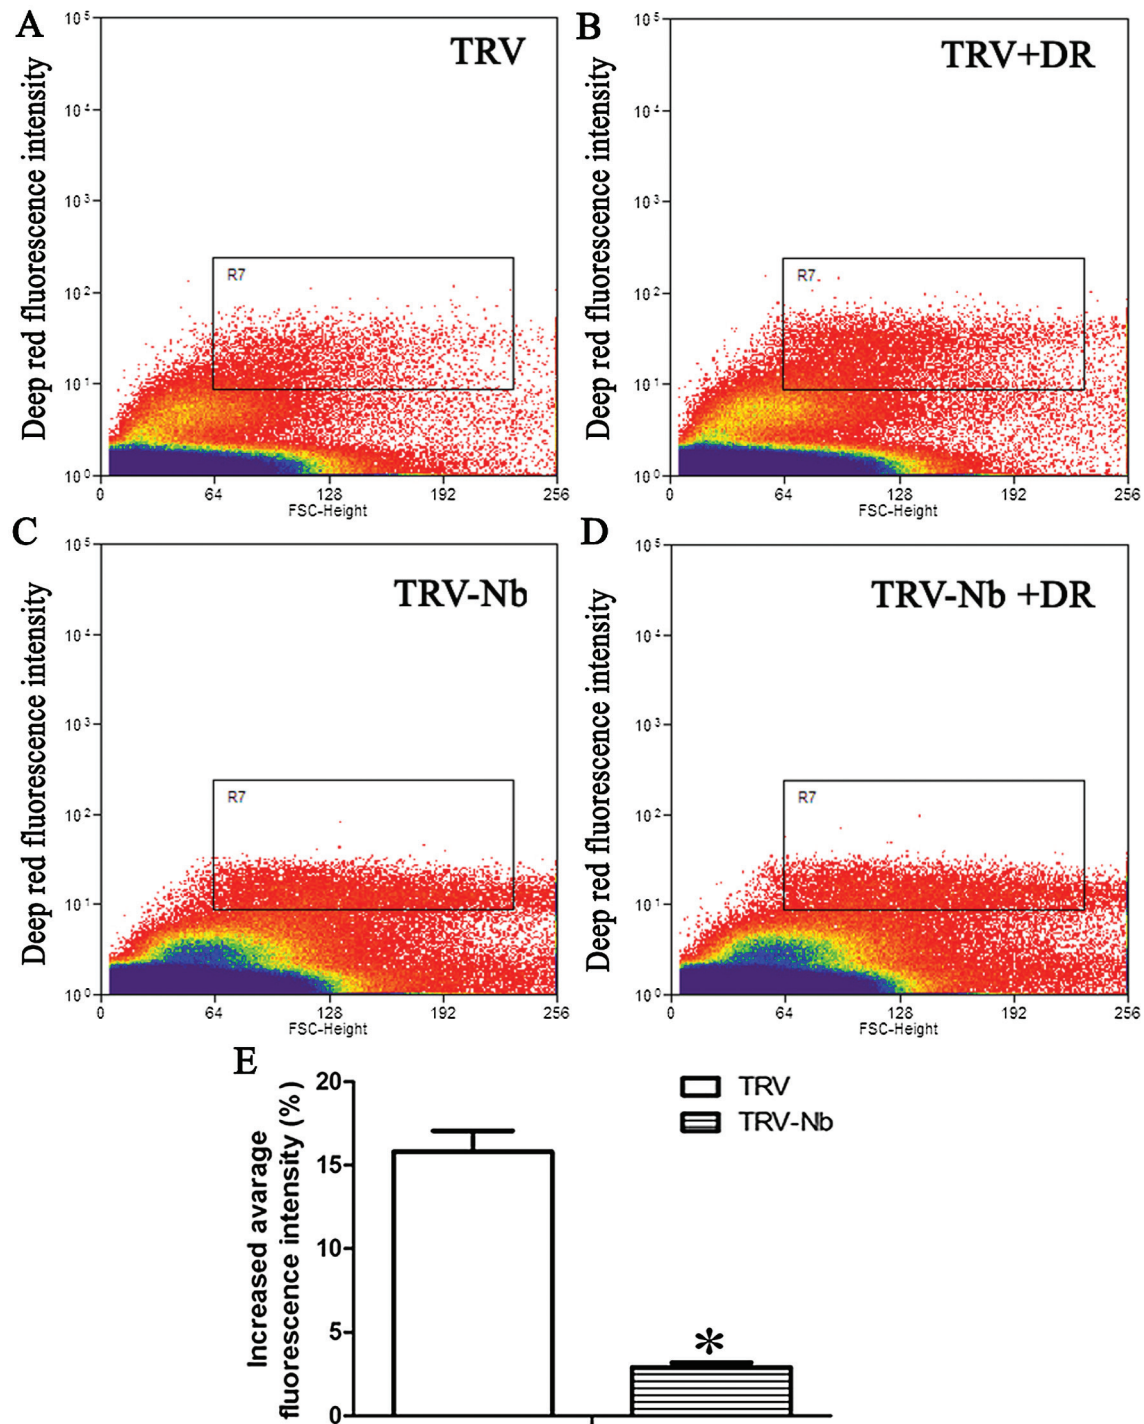 A
TRV
Deep red fluorescence intensity
10⁵
10⁴
10³
10²
10¹
10⁰
R7
0 64 128 192 256
FSC-Height
B
TRV+DR
Deep red fluorescence intensity
10⁵
10⁴
10³
10²
10¹
10⁰
R7
0 64 128 192 256
FSC-Height
C
TRV-Nb
Deep red fluorescence intensity
10⁵
10⁴
10³
10²
10¹
10⁰
R7
0 64 128 192 256
FSC-Height
D
TRV-Nb +DR
Deep red fluorescence intensity
10⁵
10⁴
10³
10²
10¹
10⁰
R7
0 64 128 192 256
FSC-Height
E
Increased avarage
fluorescence intensity (%)
20
15
10
5
0
*
TRV
TRV-Nb